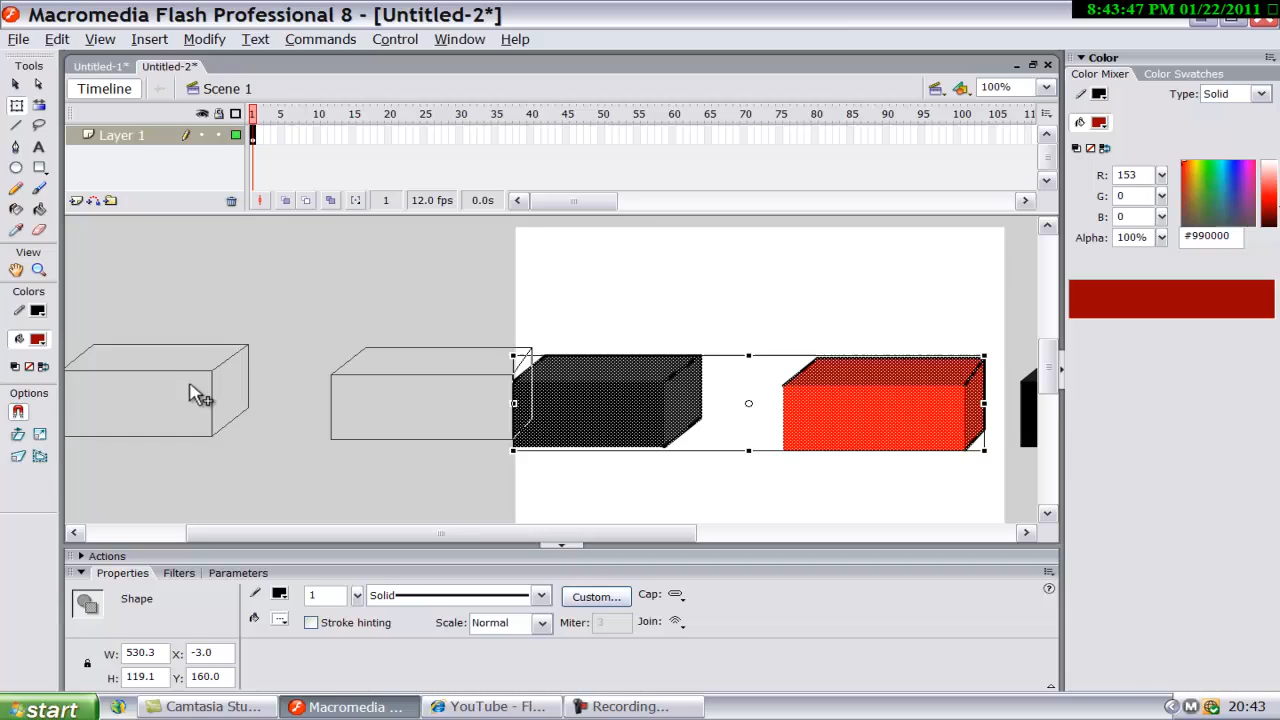 8:43:47 PM 01/22/2011
Macromedia Flash Professional 8 - [Untitled-2*]
File Edit View Insert Modify Text Commands Control Window Help
Tools
View
Colors
Options
Untitled-1* Untitled-2*
Timeline Scene 1 100%
5 10 15 20 25 30 35 40 45 50 55 60 65 70 75 80 85 90 95 100 105 11
Layer 1
1 12.0 fps 0.0s
Color
Color Mixer Color Swatches
Type: Solid
R: 153
G: 0
B: 0
Alpha: 100% #990000
Actions
Properties Filters Parameters
Shape
1 Solid Custom... Cap:
Stroke hinting Scale: Normal Miter: 3 Join:
W: 530.3 X: -3.0
H: 119.1 Y: 160.0
start Camtasia Stu... Macromedia ... YouTube - Fl... Recording... 20:43